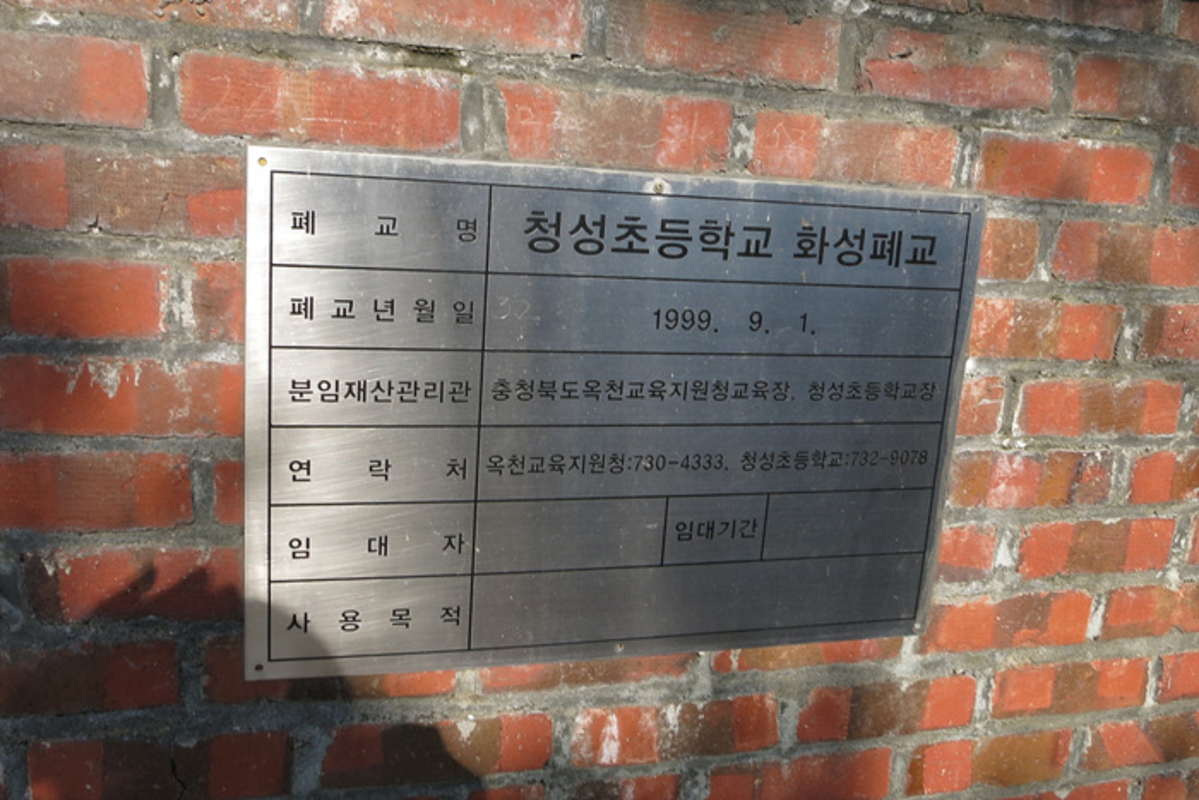 폐 교 명 청성초등학교 화성폐교
폐 교 년 월 일 1999. 9. 1.
분임재산관리관 충청북도옥천교육지원청교육장, 청성초등학교장
연 락 처 옥천교육지원청:730-4333, 청성초등학교:732-9078
임 대 자 임대기간
사 용 목 적